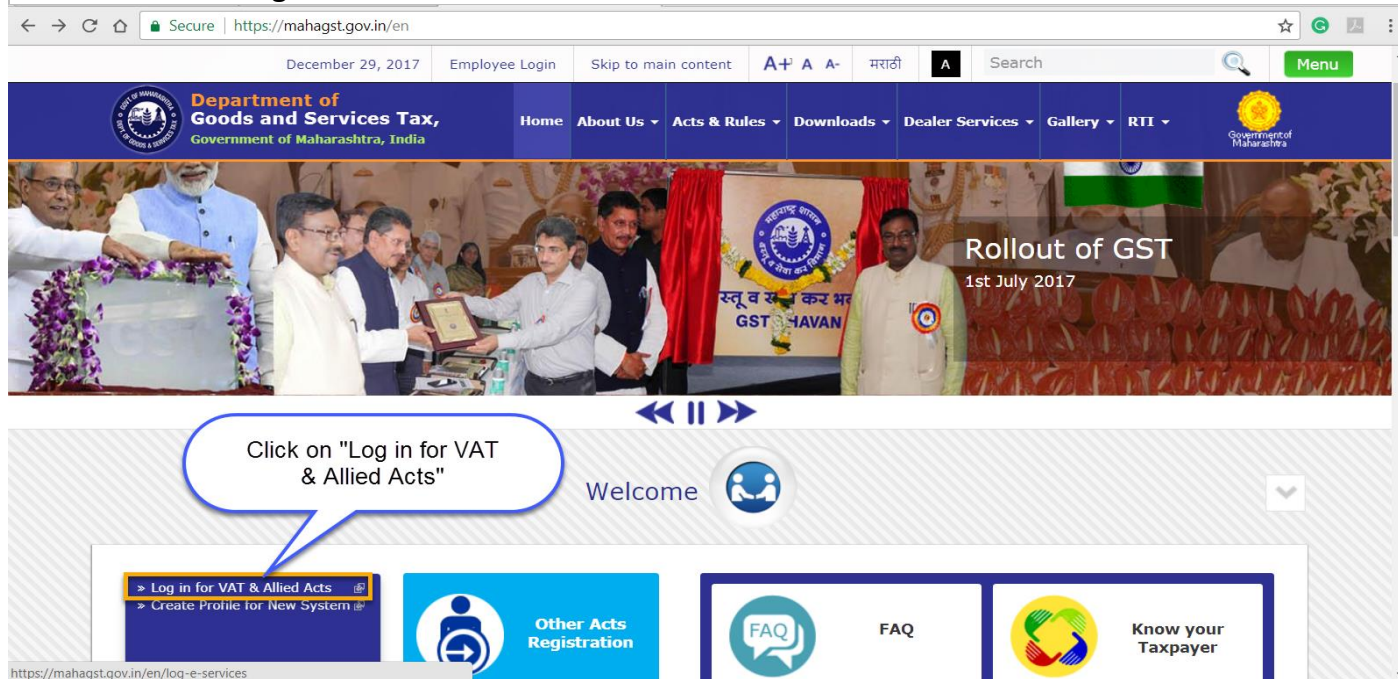 Secure | https://mahagst.gov.in/en
December 29, 2017 Employee Login Skip to main content A+ A A- मराठी A Search Menu
Department of
Goods and Services Tax,
Government of Maharashtra, India
Home About Us Acts & Rules Downloads Dealer Services Gallery RTI
Government of
Maharashtra
Rollout of GST
1st July 2017
महाराष्ट्र शासन
GST HAVAN
Click on "Log in for VAT
& Allied Acts"
Welcome
» Log in for VAT & Allied Acts
» Create Profile for New System
Other Acts
Registration
FAQ
FAQ
Know your
Taxpayer
https://mahagst.gov.in/en/log-e-services